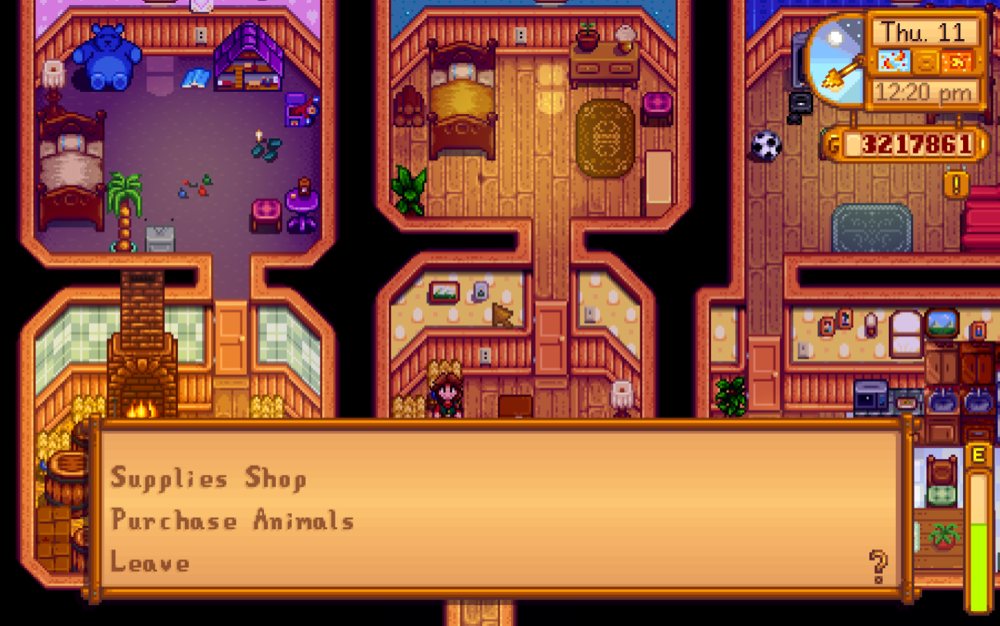 Thu. 11
12:20 pm
G 3217861
!
Supplies Shop
Purchase Animals
Leave
?
E